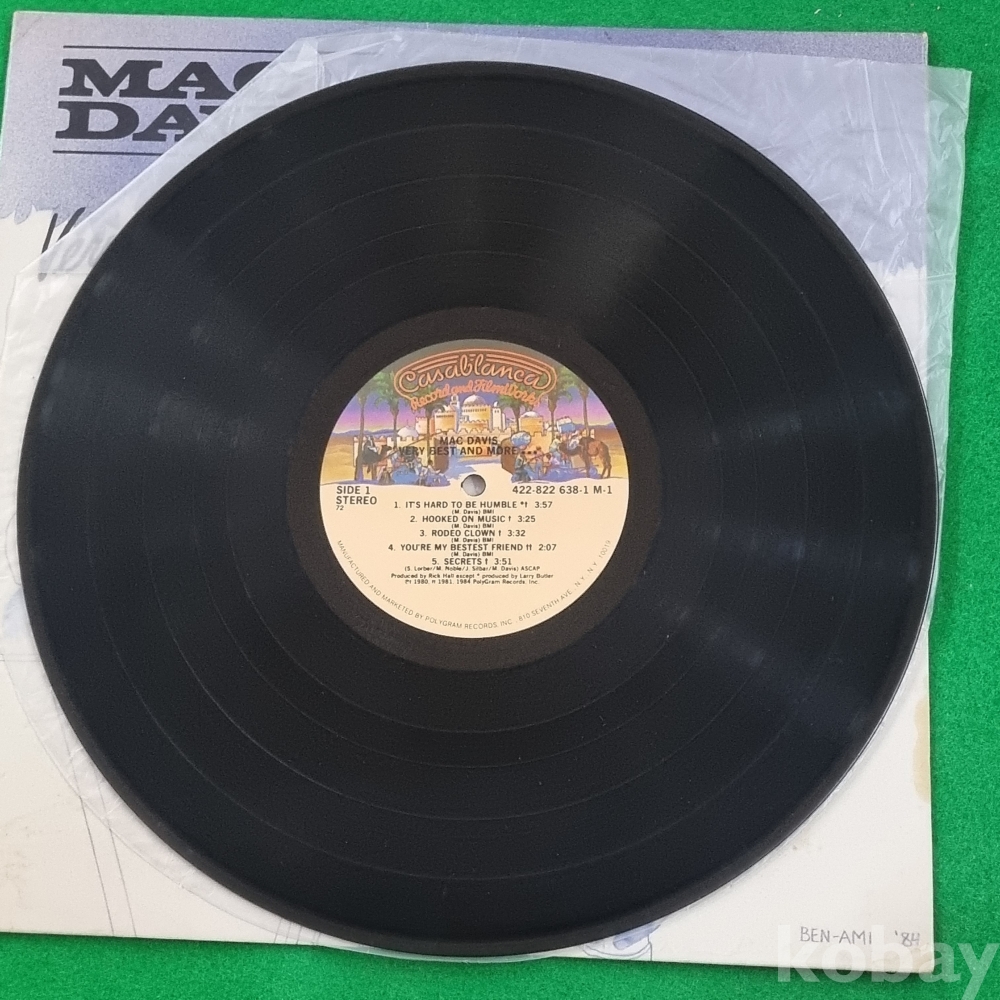 MAC
DA
Ve
Casablanca
Record and FilmWorks
MAC DAVIS
VERY BEST AND MORE...
SIDE 1
STEREO
72
422-822 638-1 M-1
1. IT'S HARD TO BE HUMBLE *† 3:57
(M. Davis) BMI
2. HOOKED ON MUSIC † 3:25
(M. Davis) BMI
3. RODEO CLOWN † 3:32
(M. Davis) BMI
4. YOU'RE MY BESTEST FRIEND †† 2:07
(M. Davis) BMI
5. SECRETS † 3:51
(S. Lorber/M. Noble/J. Silbar/M. Davis) ASCAP
Produced by Rick Hall except * produced by Larry Butler
P† 1980, †† 1981, 1984 PolyGram Records, Inc.
MANUFACTURED AND MARKETED BY POLYGRAM RECORDS, INC. - 810 SEVENTH AVE., N.Y., N.Y. 10019
BEN-AMI '84
kobay